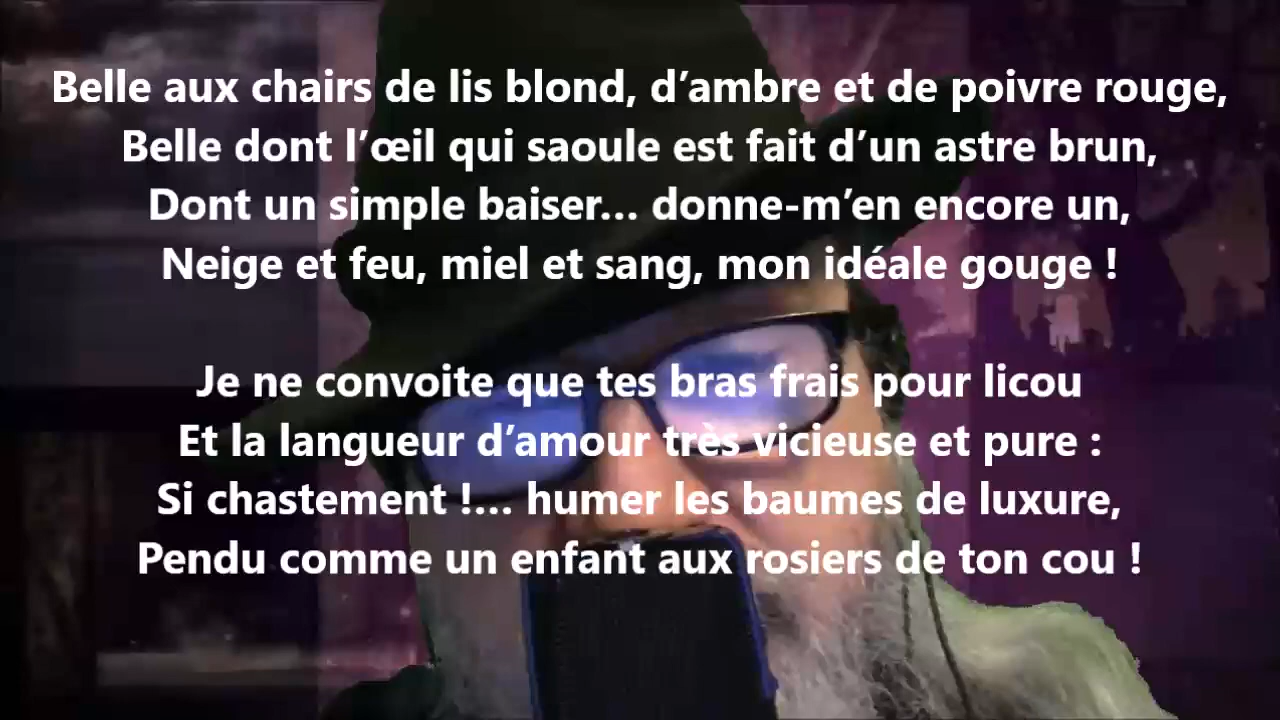 Belle aux chairs de lis blond, d’ambre et de poivre rouge,
Belle dont l’œil qui saoule est fait d’un astre brun,
Dont un simple baiser… donne-m’en encore un,
Neige et feu, miel et sang, mon idéale gouge !
Je ne convoite que tes bras frais pour licou
Et la langueur d’amour très vicieuse et pure :
Si chastement !… humer les baumes de luxure,
Pendu comme un enfant aux rosiers de ton cou !